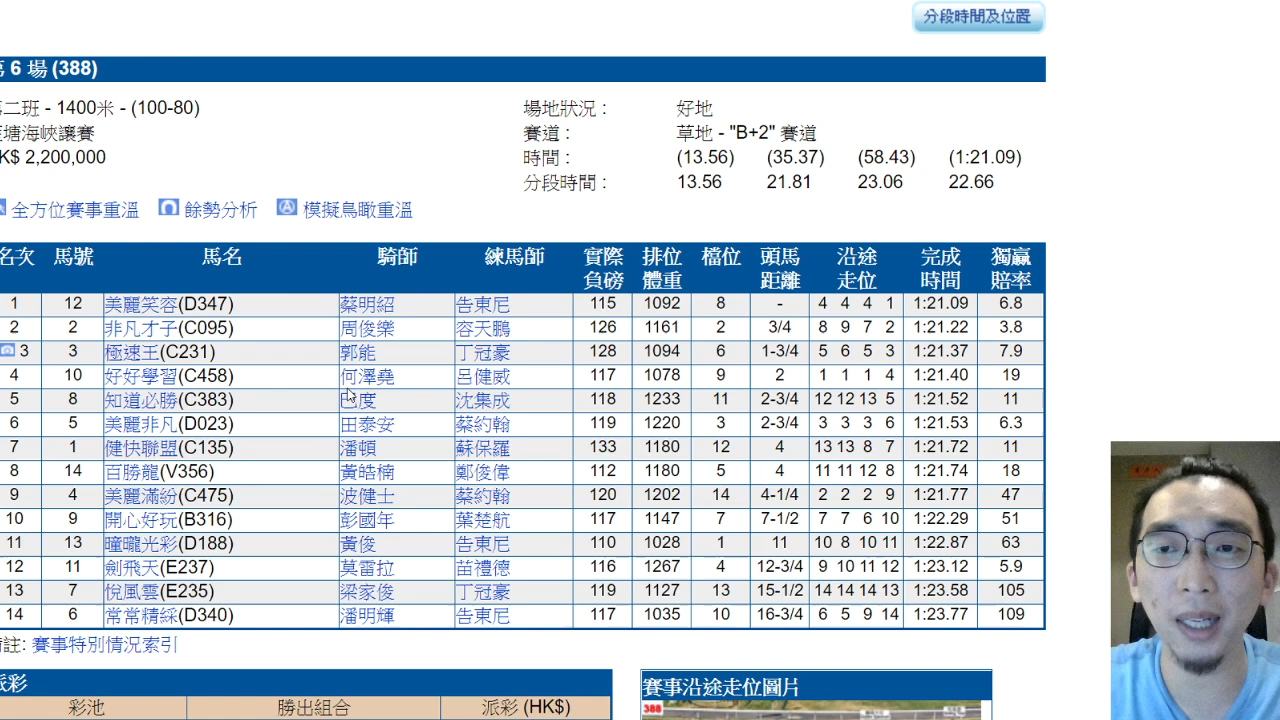 分段時間及位置
第 6 場 (388)
第二班 - 1400米 - (100-80) 場地狀況 : 好地
塘海峽讓賽 賽道 : 草地 - "B+2" 賽道
K$ 2,200,000 時間 : (13.56) (35.37) (58.43) (1:21.09)
分段時間 : 13.56 21.81 23.06 22.66
全方位賽事重溫 餘勢分析 模擬鳥瞰重溫
名次 馬號 馬名 騎師 練馬師 實際負磅 排位體重 檔位 頭馬距離 沿途走位 完成時間 獨贏賠率
1 12 美麗笑容(D347) 蔡明紹 告東尼 115 1092 8 - 4 4 4 1 1:21.09 6.8
2 2 非凡才子(C095) 周俊樂 容天鵬 126 1161 2 3/4 8 9 7 2 1:21.22 3.8
3 3 極速王(C231) 郭能 丁冠豪 128 1094 6 1-3/4 5 6 5 3 1:21.37 7.9
4 10 好好學習(C458) 何澤堯 呂健威 117 1078 9 2 1 1 1 4 1:21.40 19
5 8 知道必勝(C383) 巴度 沈集成 118 1233 11 2-3/4 12 12 13 5 1:21.52 11
6 5 美麗非凡(D023) 田泰安 蔡約翰 119 1220 3 2-3/4 3 3 3 6 1:21.53 6.3
7 1 健快聯盟(C135) 潘頓 蘇保羅 133 1180 12 4 13 13 8 7 1:21.72 11
8 14 百勝龍(V356) 黃皓楠 鄭俊偉 112 1180 5 4 11 11 12 8 1:21.74 18
9 4 美麗滿紛(C475) 波健士 蔡約翰 120 1202 14 4-1/4 2 2 2 9 1:21.77 47
10 9 開心好玩(B316) 彭國年 葉楚航 117 1147 7 7-1/2 7 7 6 10 1:22.29 51
11 13 曈曨光彩(D188) 黃俊 告東尼 110 1028 1 11 10 8 10 11 1:22.87 63
12 11 劍飛天(E237) 莫雷拉 苗禮德 116 1267 4 12-3/4 9 10 11 12 1:23.12 5.9
13 7 悅風雲(E235) 梁家俊 丁冠豪 119 1127 13 15-1/2 14 14 14 13 1:23.58 105
14 6 常常精綵(D340) 潘明輝 告東尼 117 1035 10 16-3/4 6 5 9 14 1:23.77 109
註: 賽事特別情況索引
派彩 賽事沿途走位圖片
彩池 勝出組合 派彩 (HK$)
388